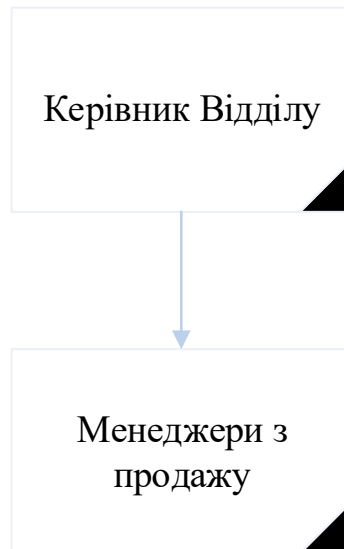 Керівник Відділу
Менеджери з
продажу